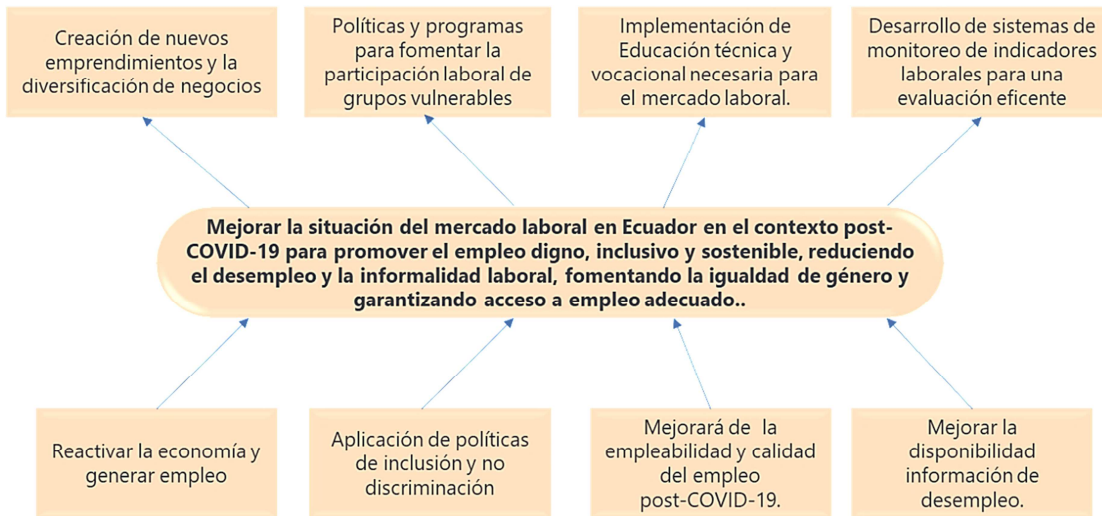 Creación de nuevos
emprendimientos y la
diversificación de negocios
Políticas y programas
para fomentar la
participación laboral de
grupos vulnerables
Implementación de
Educación técnica y
vocacional necesaria para
el mercado laboral.
Desarrollo de sistemas de
monitoreo de indicadores
laborales para una
evaluación eficente
Mejorar la situación del mercado laboral en Ecuador en el contexto post-
COVID-19 para promover el empleo digno, inclusivo y sostenible, reduciendo
el desempleo y la informalidad laboral, fomentando la igualdad de género y
garantizando acceso a empleo adecuado..
Reactivar la economía y
generar empleo
Aplicación de políticas
de inclusión y no
discriminación
Mejorará de la
empleabilidad y calidad
del empleo
post-COVID-19.
Mejorar la
disponibilidad
información de
desempleo.